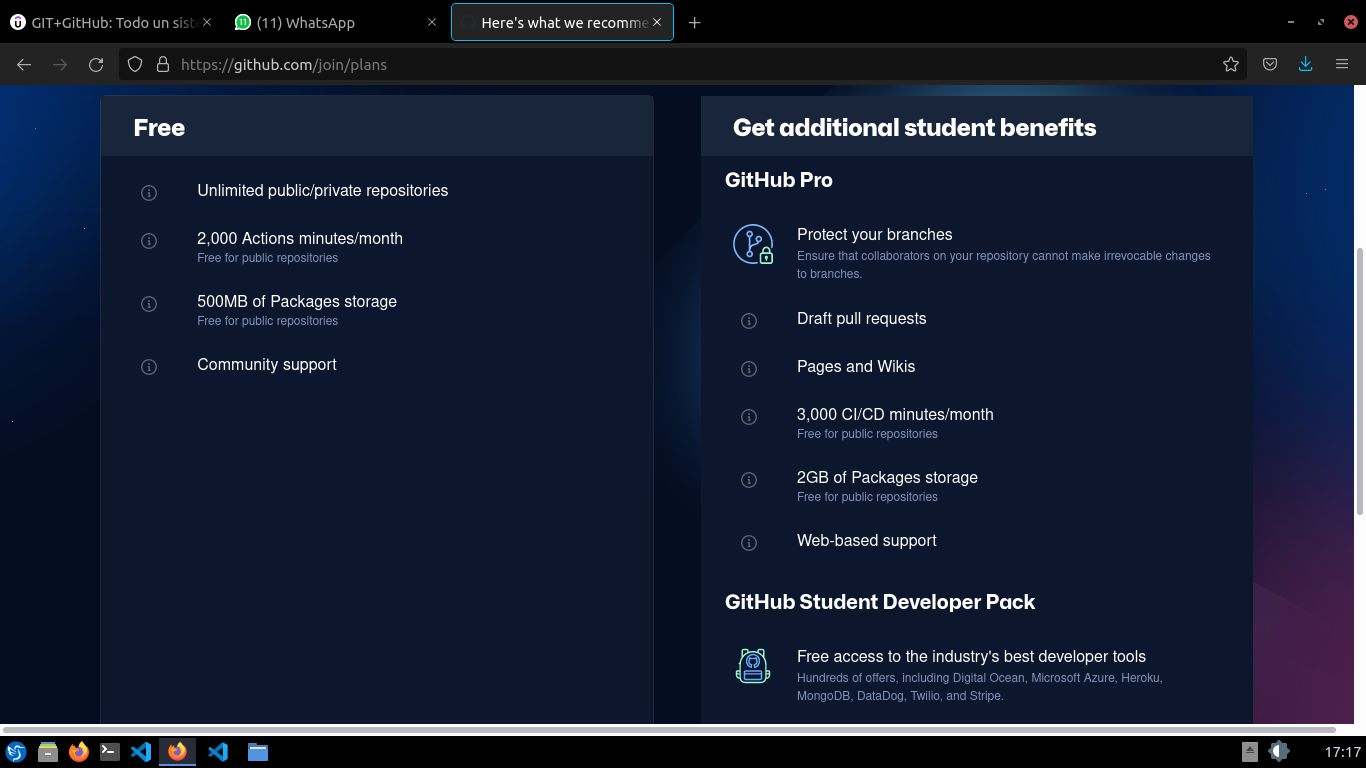 GIT+GitHub: Todo un sist
11
(11) WhatsApp
Here's what we recomme
https://github.com/join/plans
Free
Unlimited public/private repositories
2,000 Actions minutes/month
Free for public repositories
500MB of Packages storage
Free for public repositories
Community support
Get additional student benefits
GitHub Pro
Protect your branches
Ensure that collaborators on your repository cannot make irrevocable changes
to branches.
Draft pull requests
Pages and Wikis
3,000 CI/CD minutes/month
Free for public repositories
2GB of Packages storage
Free for public repositories
Web-based support
GitHub Student Developer Pack
Free access to the industry's best developer tools
Hundreds of offers, including Digital Ocean, Microsoft Azure, Heroku,
MongoDB, DataDog, Twilio, and Stripe.
17:17